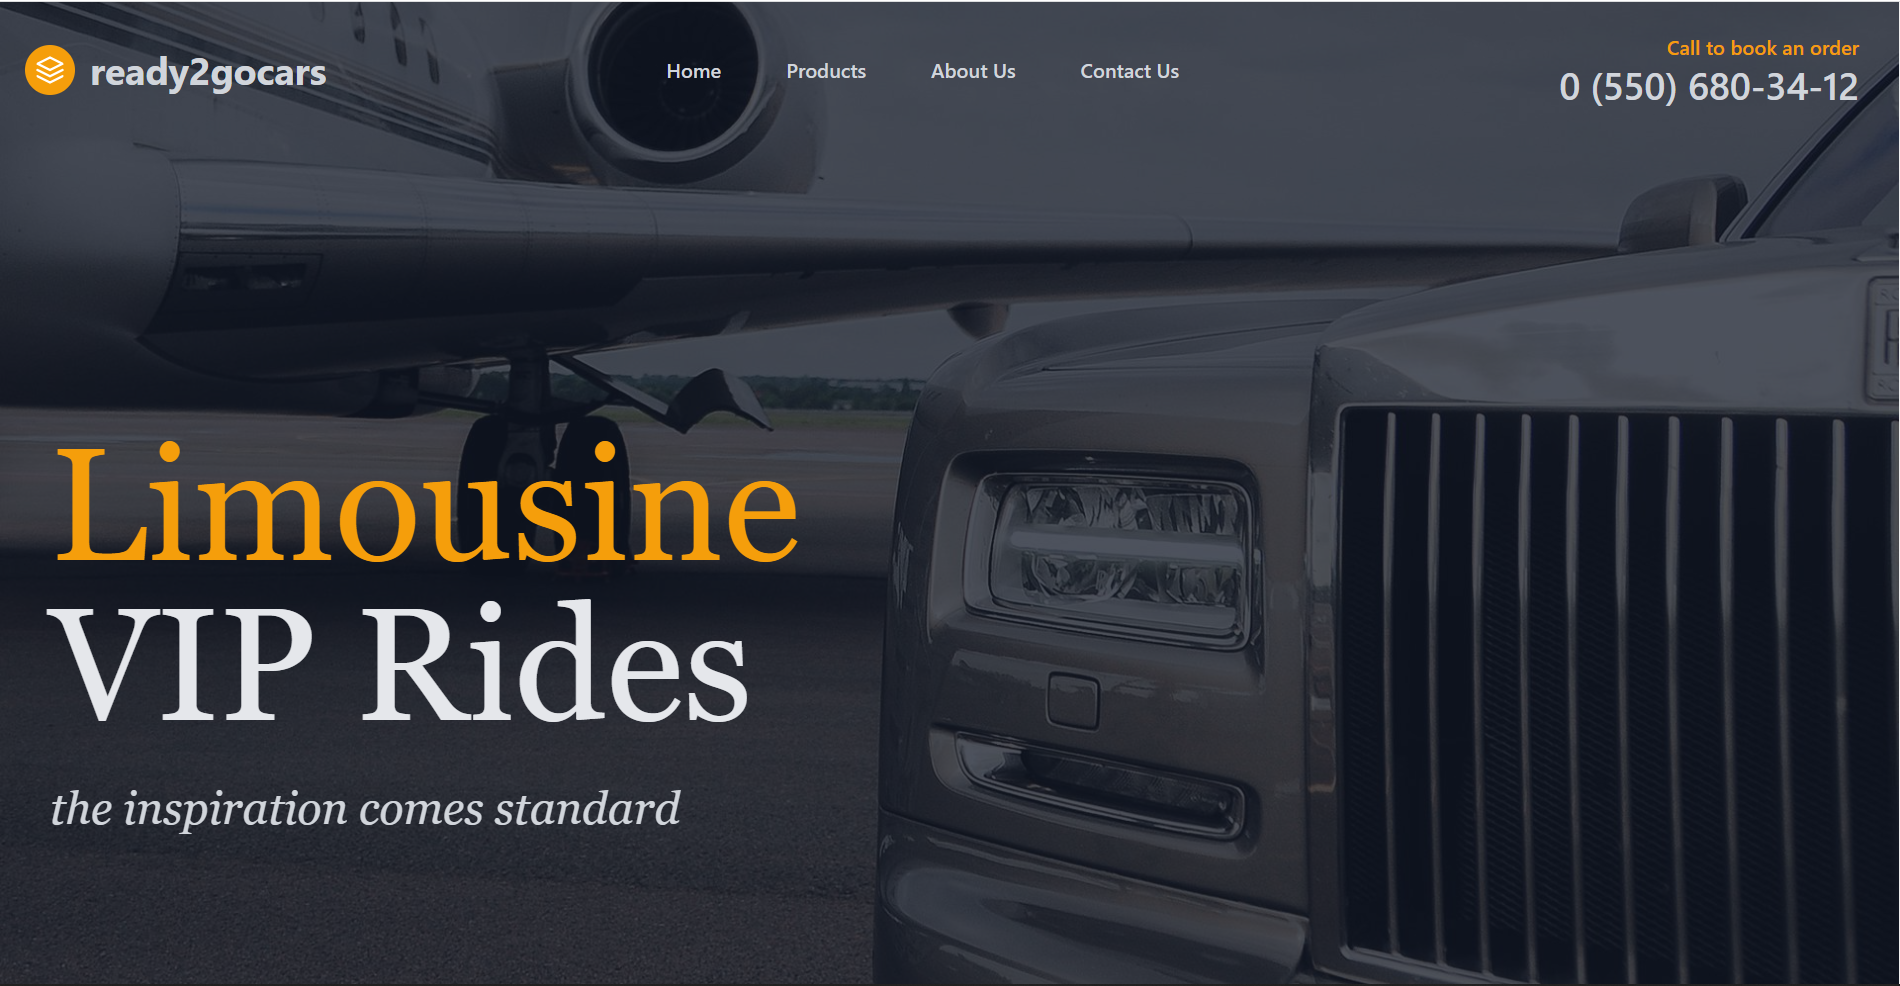 ready2gocars
Home
Products
About Us
Contact Us
Call to book an order
0 (550) 680-34-12
Limousine
VIP Rides
the inspiration comes standard